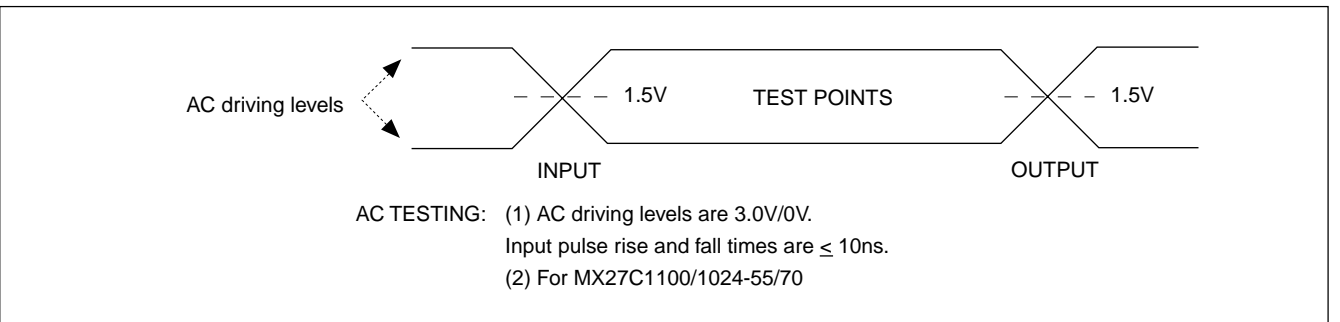 AC driving levels
1.5V
TEST POINTS
1.5V
INPUT
OUTPUT
AC TESTING: (1) AC driving levels are 3.0V/0V.
Input pulse rise and fall times are ≤ 10ns.
(2) For MX27C1100/1024-55/70